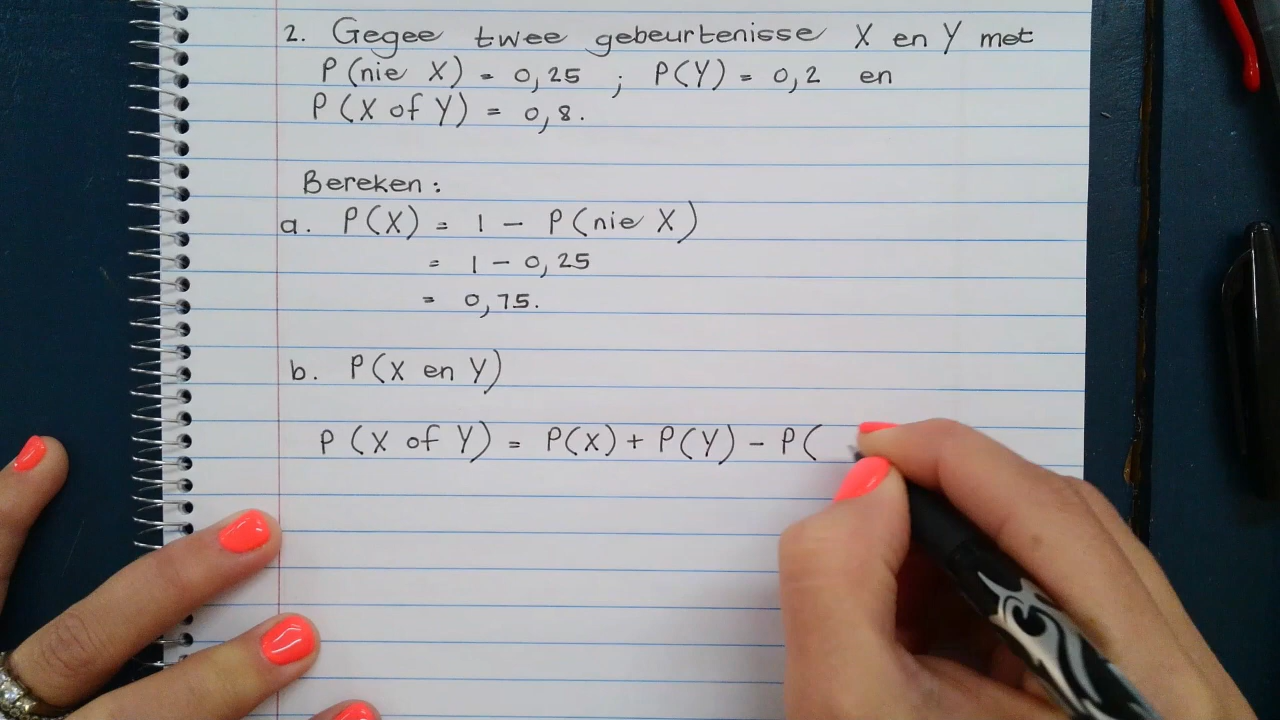 2. Gegee twee gebeurtenisse X en Y met
P(nie X) = 0,25 ; P(Y) = 0,2 en
P(X of Y) = 0,8.
Bereken:
a. P(X) = 1 - P(nie X)
= 1 - 0,25
= 0,75.
b. P(X en Y)
P(X of Y) = P(X) + P(Y) - P(